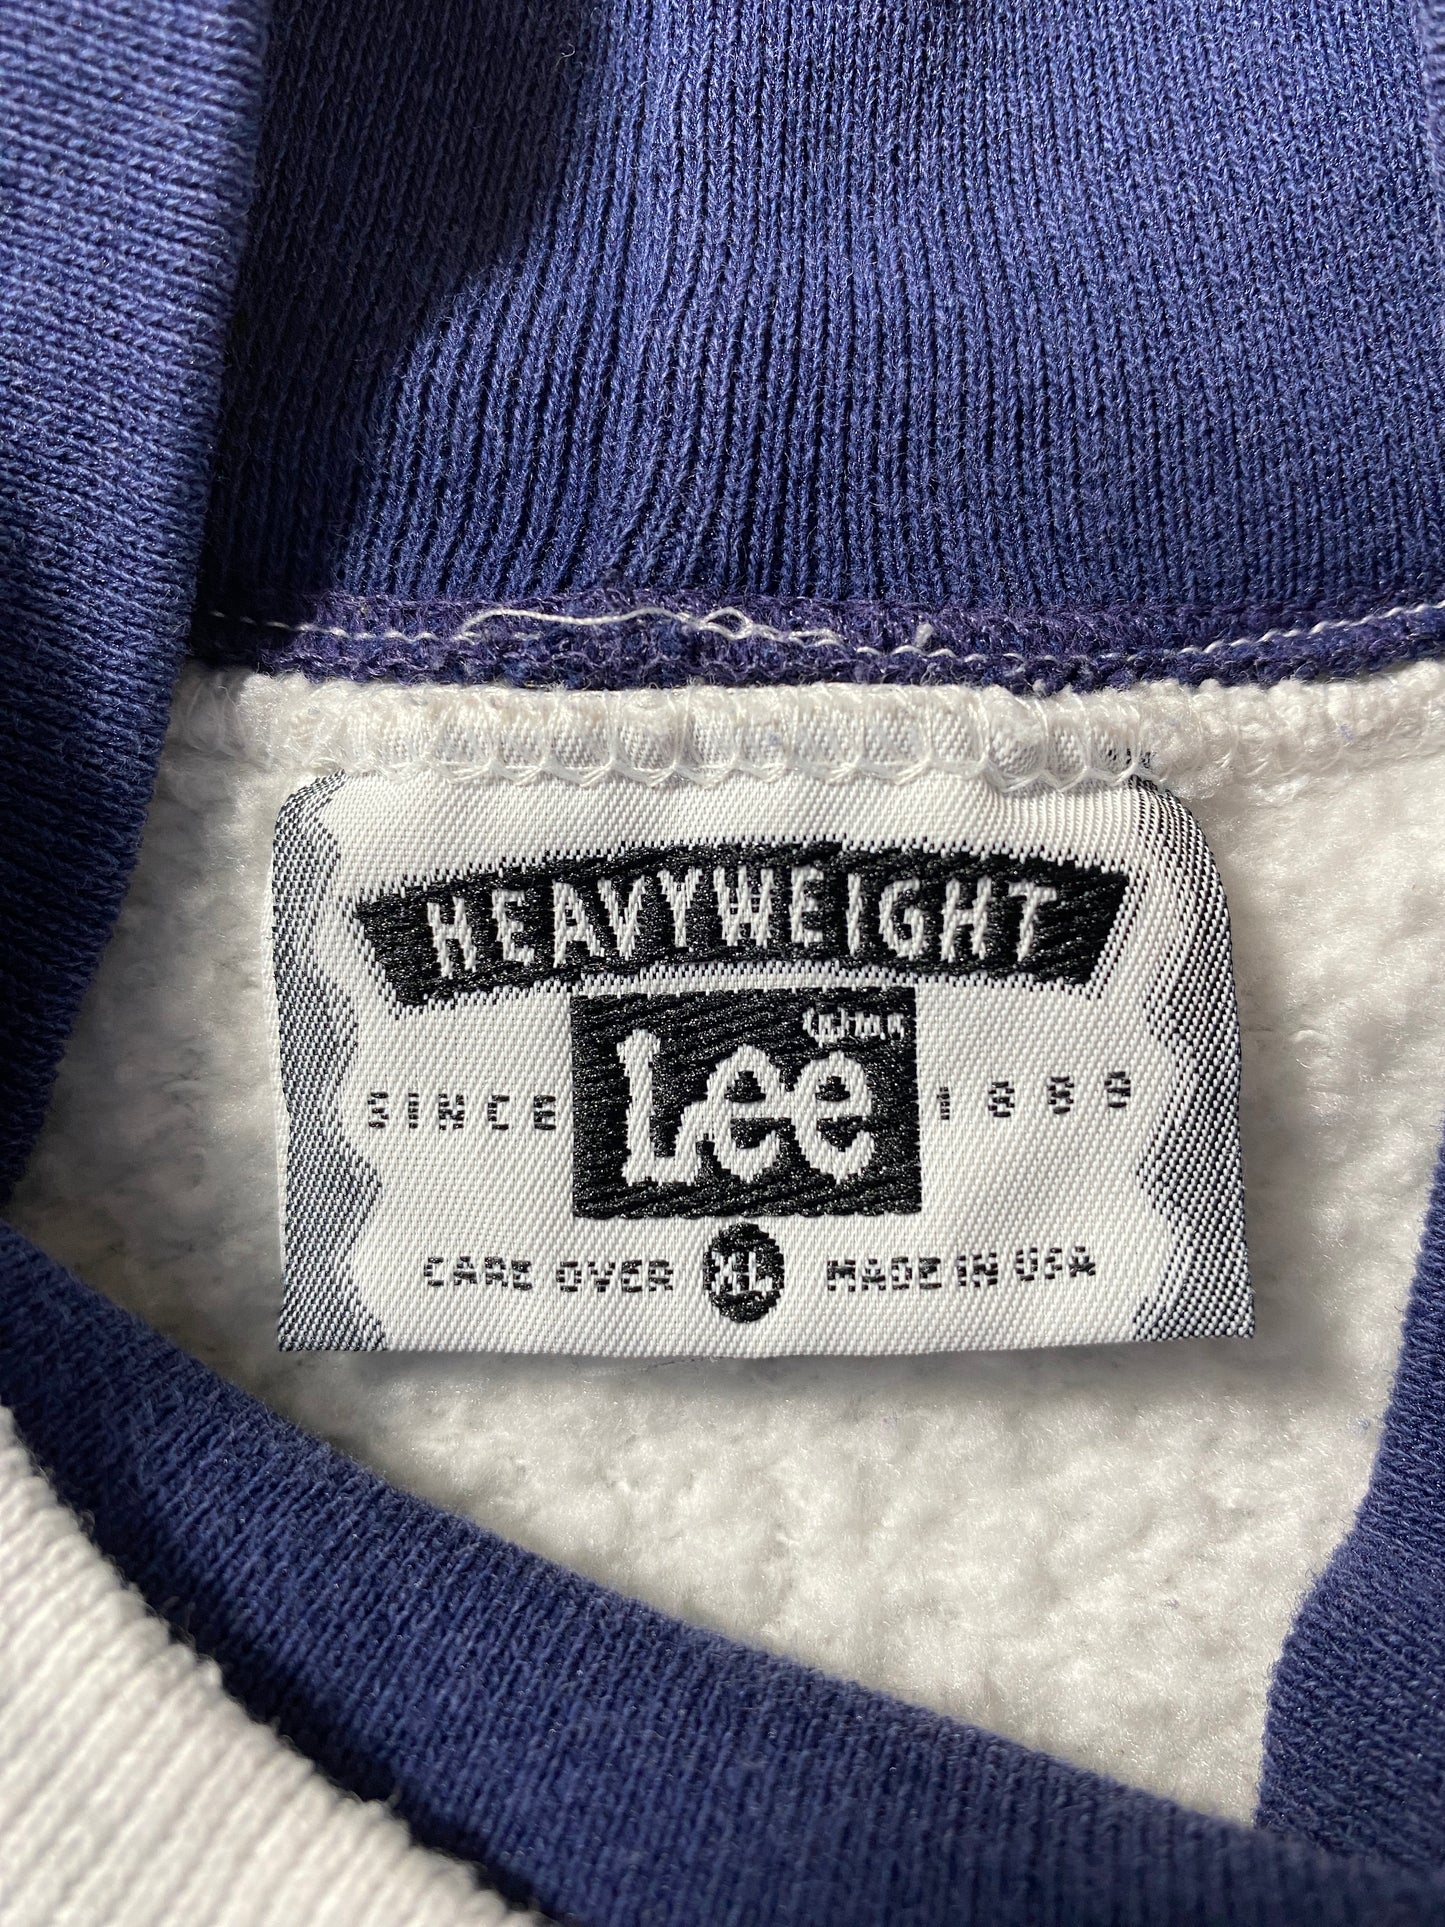 HEAVYWEIGHT
Lee
SINCE 1889
CARE OVER XL MADE IN USA